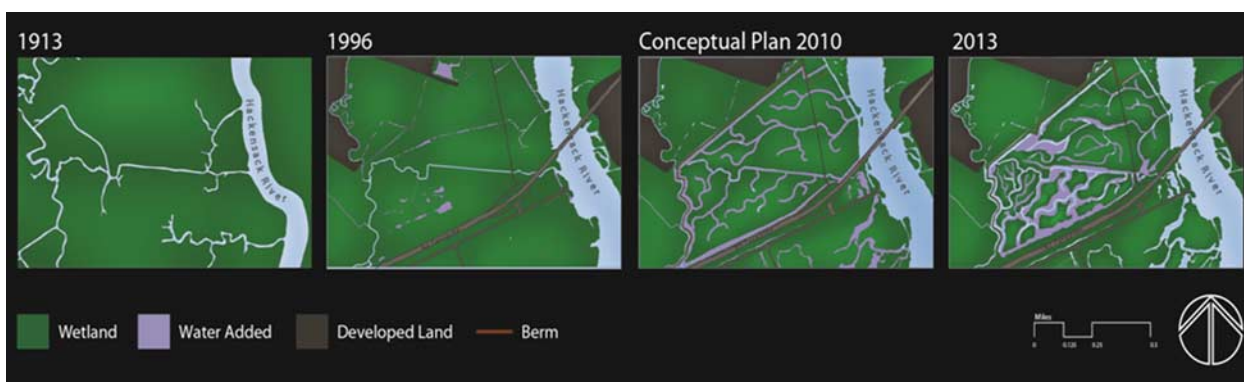 1913
1996
Conceptual Plan 2010
2013
Hackensack River
Hackensack River
Hackensack River
Hackensack River
Wetland
Water Added
Developed Land
Berm
Miles
0
0.125
0.25
0.5